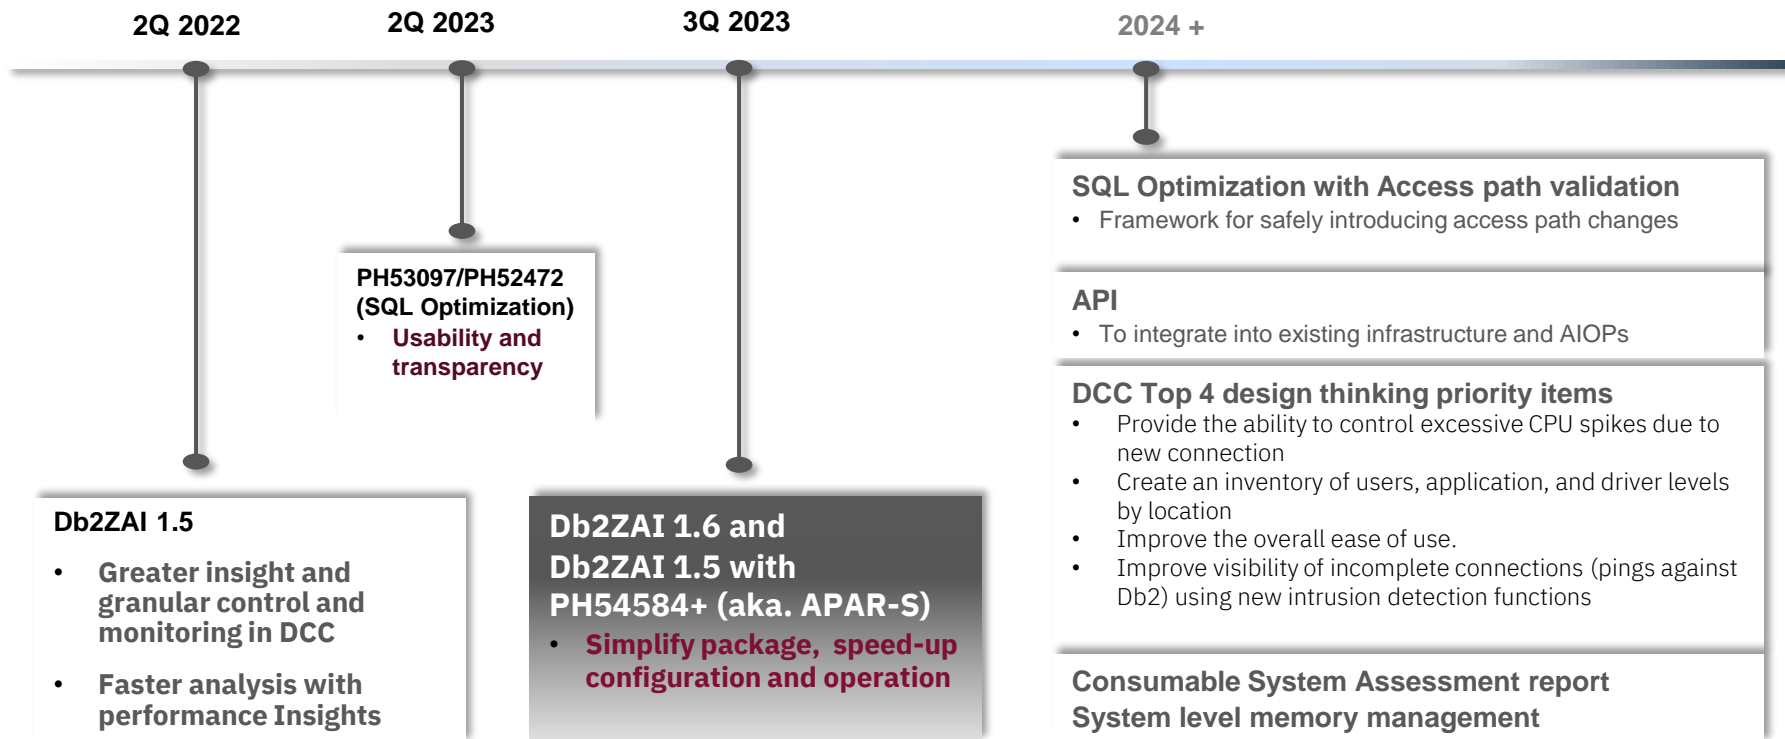 2Q 2022
2Q 2023
3Q 2023
2024 +
Db2ZAI 1.5
• Greater insight and
granular control and
monitoring in DCC
• Faster analysis with
performance Insights
PH53097/PH52472
(SQL Optimization)
• Usability and
transparency
Db2ZAI 1.6 and
Db2ZAI 1.5 with
PH54584+ (aka. APAR-S)
• Simplify package, speed-up
configuration and operation
SQL Optimization with Access path validation
• Framework for safely introducing access path changes
API
• To integrate into existing infrastructure and AIOPs
DCC Top 4 design thinking priority items
• Provide the ability to control excessive CPU spikes due to
new connection
• Create an inventory of users, application, and driver levels
by location
• Improve the overall ease of use.
• Improve visibility of incomplete connections (pings against
Db2) using new intrusion detection functions
Consumable System Assessment report
System level memory management